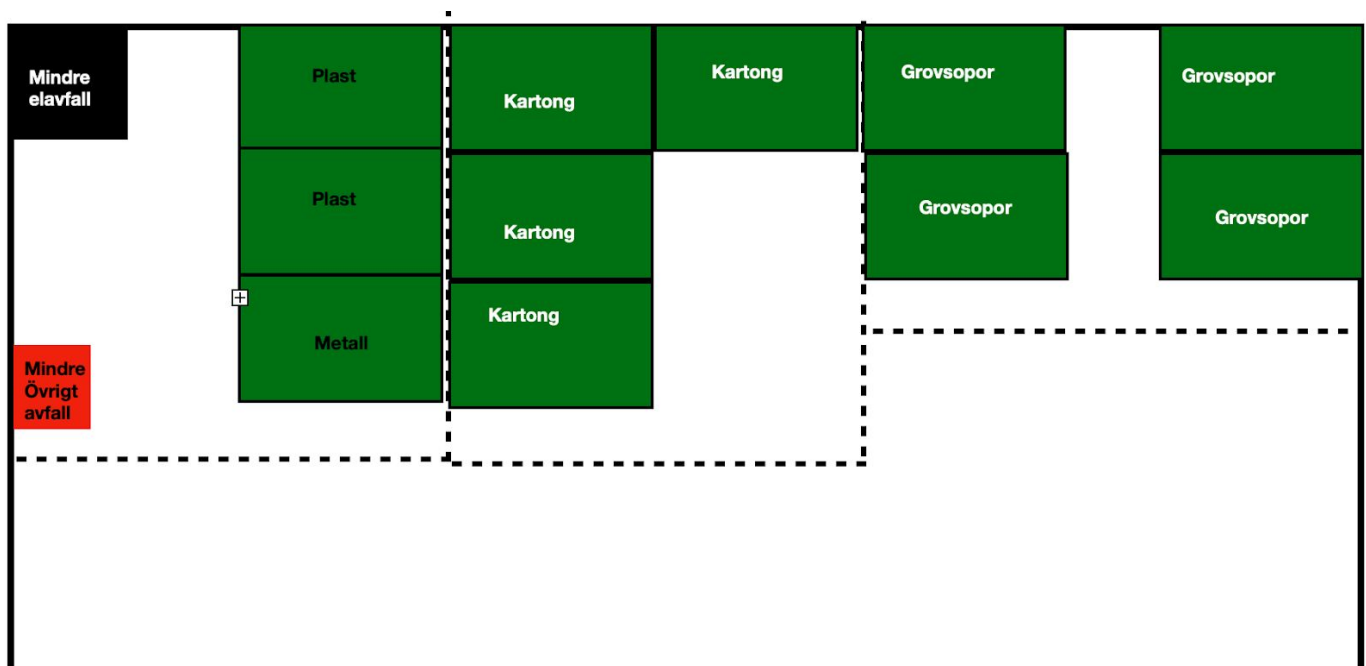 Mindre
elavfall
Plast
Kartong
Kartong
Grovsopor
Grovsopor
Plast
Kartong
Grovsopor
Grovsopor
Metall
Kartong
Mindre
Övrigt
avfall